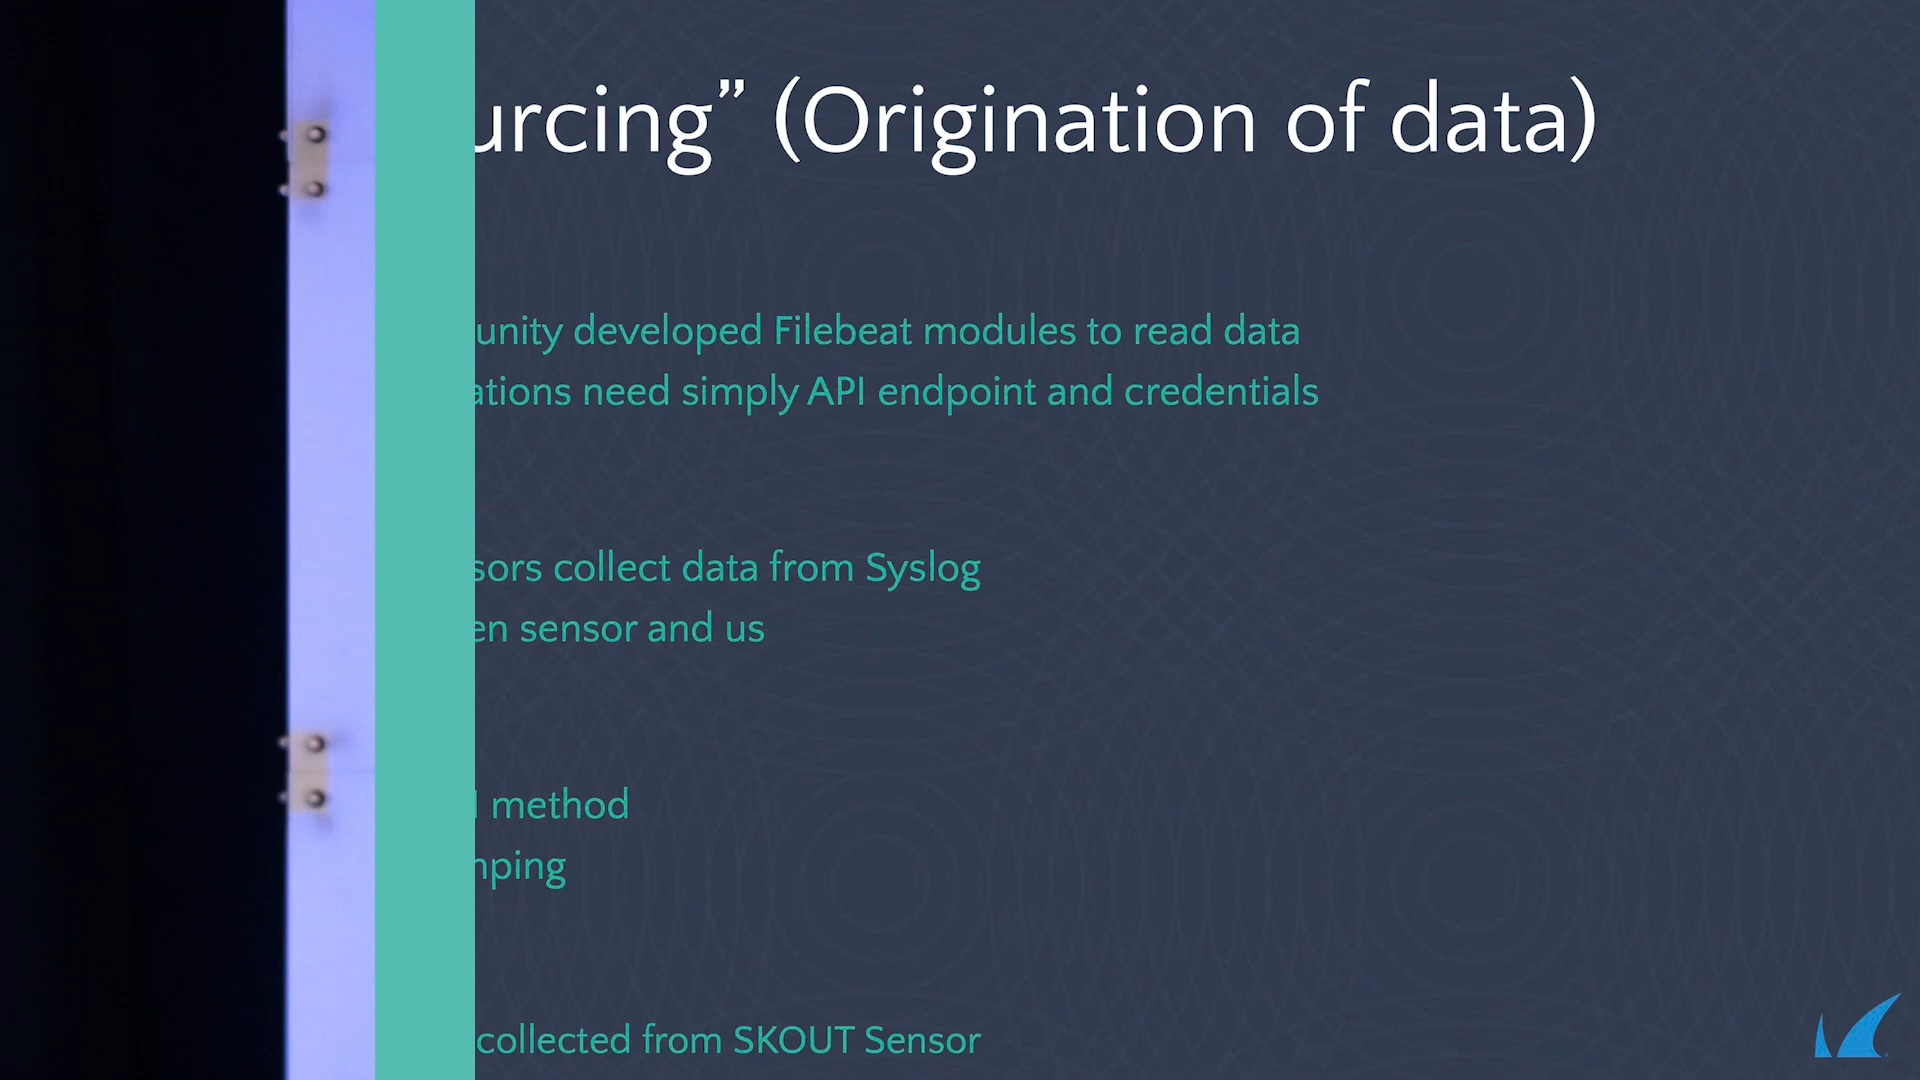 urcing” (Origination of data)
unity developed Filebeat modules to read data
ations need simply API endpoint and credentials
sors collect data from Syslog
en sensor and us
method
ping
collected from SKOUT Sensor